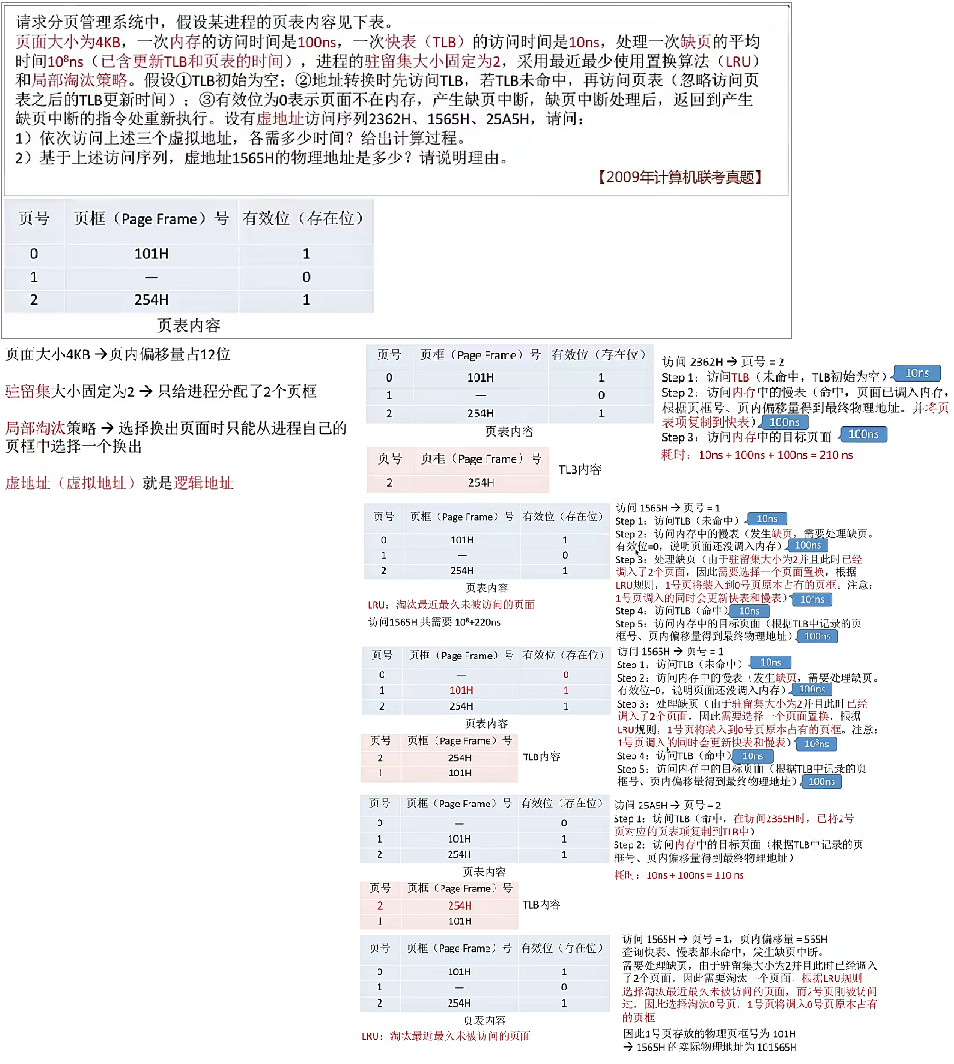 请求分页管理系统中，假设某进程的页表内容见下表。
页面大小为4KB，一次内存的访问时间是100ns，一次快表（TLB）的访问时间是10ns，处理一次缺页的平均
时间10⁸ns（已含更新TLB和页表的时间），进程的驻留集大小固定为2，采用最近最少使用置换算法（LRU）
和局部淘汰策略。假设①TLB初始为空；②地址转换时先访问TLB，若TLB未命中，再访问页表（忽略访问页
表之后的TLB更新时间）；③有效位为0表示页面不在内存，产生缺页中断，缺页中断处理后，返回到产生
缺页中断的指令处重新执行。设有虚地址访问序列2362H、1565H、25A5H，请问：
1）依次访问上述三个虚拟地址，各需多少时间？给出计算过程。
2）基于上述访问序列，虚地址1565H的物理地址是多少？请说明理由。
【2009年计算机联考真题】
页号 页框（Page Frame）号 有效位（存在位）
0 101H 1
1 — 0
2 254H 1
页表内容
页面大小4KB → 页内偏移量占12位
驻留集大小固定为2 → 只给进程分配了2个页框
局部淘汰策略 → 选择换出页面时只能从进程自己的
页框中选择一个换出
虚地址（虚拟地址）就是逻辑地址
页号 页框（Page Frame）号 有效位（存在位）
0 101H 1
1 — 0
2 254H 1
页表内容
页号 页框（Page Frame）号
2 254H
TLB内容
访问 2362H → 页号 = 2
Step 1：访问TLB（未命中，TLB初始为空） 10ns
Step 2：访问内存中的慢表（命中，页面已调入内存，
根据页框号、页内偏移量得到最终物理地址。并将页
表项复制到快表） 100ns
Step 3：访问内存中的目标页面 100ns
耗时：10ns + 100ns + 100ns = 210 ns
页号 页框（Page Frame）号 有效位（存在位）
0 101H 1
1 — 0
2 254H 1
页表内容
LRU：淘汰最近最久未被访问的页面
访问1565H 共需要 10⁸+220ns
访问 1565H → 页号 = 1
Step 1：访问TLB（未命中） 10ns
Step 2：访问内存中的慢表（发生缺页，需要处理缺页。
有效位=0，说明页面还没调入内存） 100ns
Step 3：处理缺页（由于驻留集大小为2并且此时已经
调入了2个页面，因此需要选择一个页面置换，根据
LRU规则，1号页将装入到0号页原本占有的页框。注意：
1号页调入的同时会更新快表和慢表） 10⁸ns
Step 4：访问TLB（命中） 10ns
Step 5：访问内存中的目标页面（根据TLB中记录的页
框号、页内偏移量得到最终物理地址） 100ns
页号 页框（Page Frame）号 有效位（存在位）
0 — 0
1 101H 1
2 254H 1
页表内容
页号 页框（Page Frame）号
2 254H
1 101H
TLB内容
访问 1565H → 页号 = 1
Step 1：访问TLB（未命中） 10ns
Step 2：访问内存中的慢表（发生缺页，需要处理缺页。
有效位=0，说明页面还没调入内存） 100ns
Step 3：处理缺页（由于驻留集大小为2并且此时已经
调入了2个页面，因此需要选择一个页面置换，根据
LRU规则，1号页将装入到0号页原本占有的页框。注意：
1号页调入的同时会更新快表和慢表） 10⁸ns
Step 4：访问TLB（命中） 10ns
Step 5：访问内存中的目标页面（根据TLB中记录的页
框号、页内偏移量得到最终物理地址） 100ns
页号 页框（Page Frame）号 有效位（存在位）
0 — 0
1 101H 1
2 254H 1
页表内容
页号 页框（Page Frame）号
2 254H
1 101H
TLB内容
访问 25A5H → 页号 = 2
Step 1：访问TLB（命中，在访问2365H时，已将2号
页对应的页表项复制到TLB中）
Step 2：访问内存中的目标页面（根据TLB中记录的页
框号、页内偏移量得到最终物理地址）
耗时：10ns + 100ns = 110 ns
页号 页框（Page Frame）号 有效位（存在位）
0 101H 1
1 — 0
2 254H 1
页表内容
LRU：淘汰最近最久未被访问的页面
访问 1565H → 页号 = 1，页内偏移量 = 565H
查询快表、慢表都未命中，发生缺页中断。
需要处理缺页，由于驻留集大小为2并且此时已经调入
了2个页面，因此需要淘汰一个页面，根据LRU规则
选择淘汰最近最久未被访问的页面，而2号页刚被访问
过，因此选择淘汰0号页，1号页将调入0号页原本占有
的页框
因此1号页存放的物理页框号为 101H
→ 1565H 的实际物理地址为 101565H